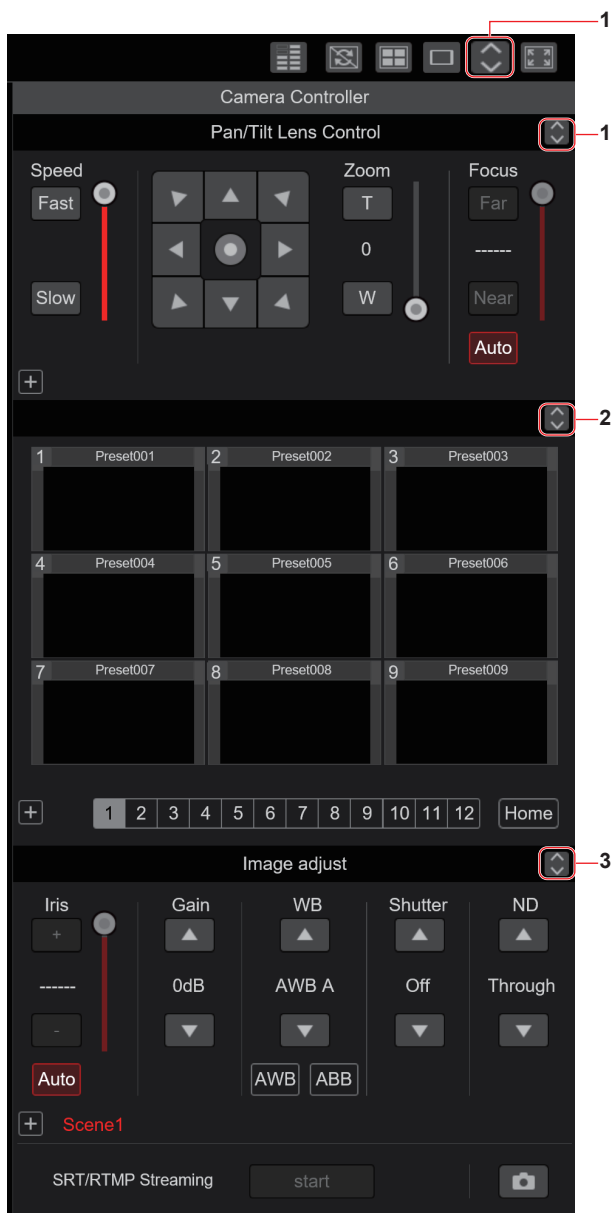 1
Camera Controller
Pan/Tilt Lens Control
1
Speed
Zoom
Focus
Fast
T
Far
0
------
Slow
W
Near
Auto
+
2
1 Preset001
2 Preset002
3 Preset003
4 Preset004
5 Preset005
6 Preset006
7 Preset007
8 Preset008
9 Preset009
+ 1 2 3 4 5 6 7 8 9 10 11 12 Home
Image adjust
3
Iris Gain WB Shutter ND
+
------ 0dB AWB A Off Through
-
Auto AWB ABB
+ Scene1
SRT/RTMP Streaming start